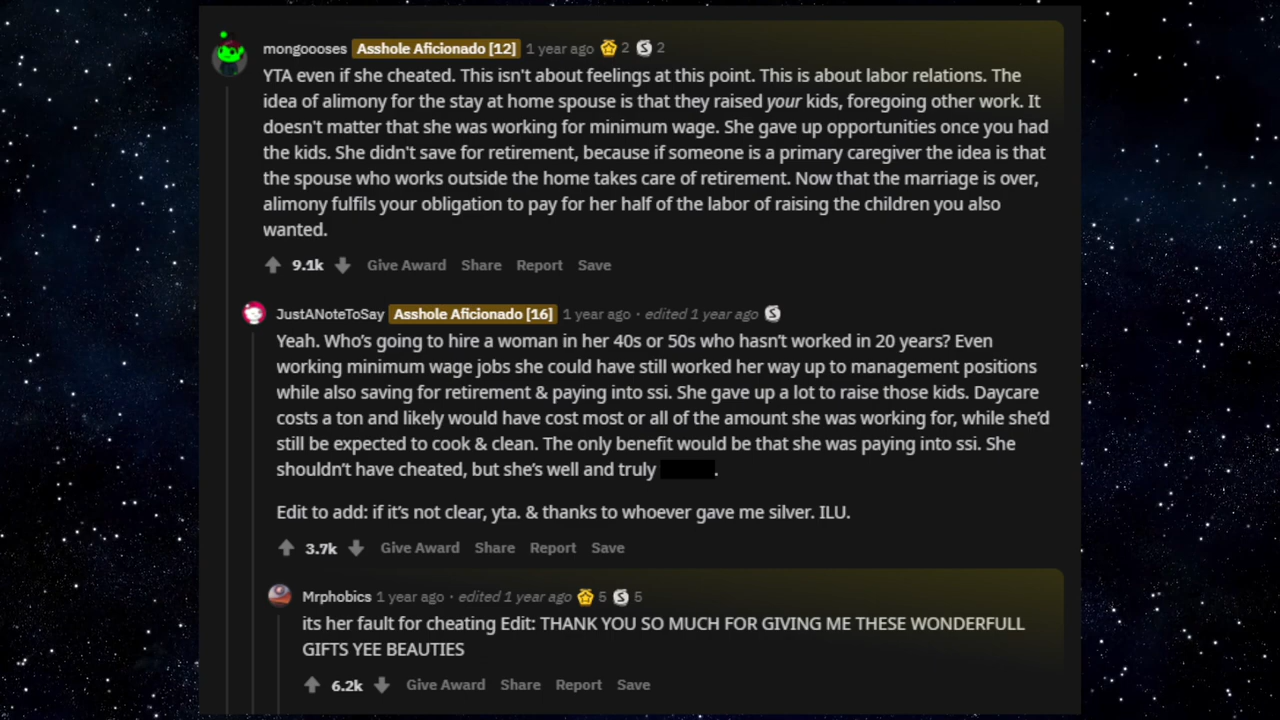 mongoooses Asshole Aficionado [12] 1 year ago 2 2
YTA even if she cheated. This isn't about feelings at this point. This is about labor relations. The
idea of alimony for the stay at home spouse is that they raised your kids, foregoing other work. It
doesn't matter that she was working for minimum wage. She gave up opportunities once you had
the kids. She didn't save for retirement, because if someone is a primary caregiver the idea is that
the spouse who works outside the home takes care of retirement. Now that the marriage is over,
alimony fulfils your obligation to pay for her half of the labor of raising the children you also
wanted.
9.1k Give Award Share Report Save
JustANoteToSay Asshole Aficionado [16] 1 year ago · edited 1 year ago
Yeah. Who’s going to hire a woman in her 40s or 50s who hasn’t worked in 20 years? Even
working minimum wage jobs she could have still worked her way up to management positions
while also saving for retirement & paying into ssi. She gave up a lot to raise those kids. Daycare
costs a ton and likely would have cost most or all of the amount she was working for, while she’d
still be expected to cook & clean. The only benefit would be that she was paying into ssi. She
shouldn’t have cheated, but she’s well and truly .
Edit to add: if it’s not clear, yta. & thanks to whoever gave me silver. ILU.
3.7k Give Award Share Report Save
Mrphobics 1 year ago · edited 1 year ago 5 5
its her fault for cheating Edit: THANK YOU SO MUCH FOR GIVING ME THESE WONDERFULL
GIFTS YEE BEAUTIES
6.2k Give Award Share Report Save